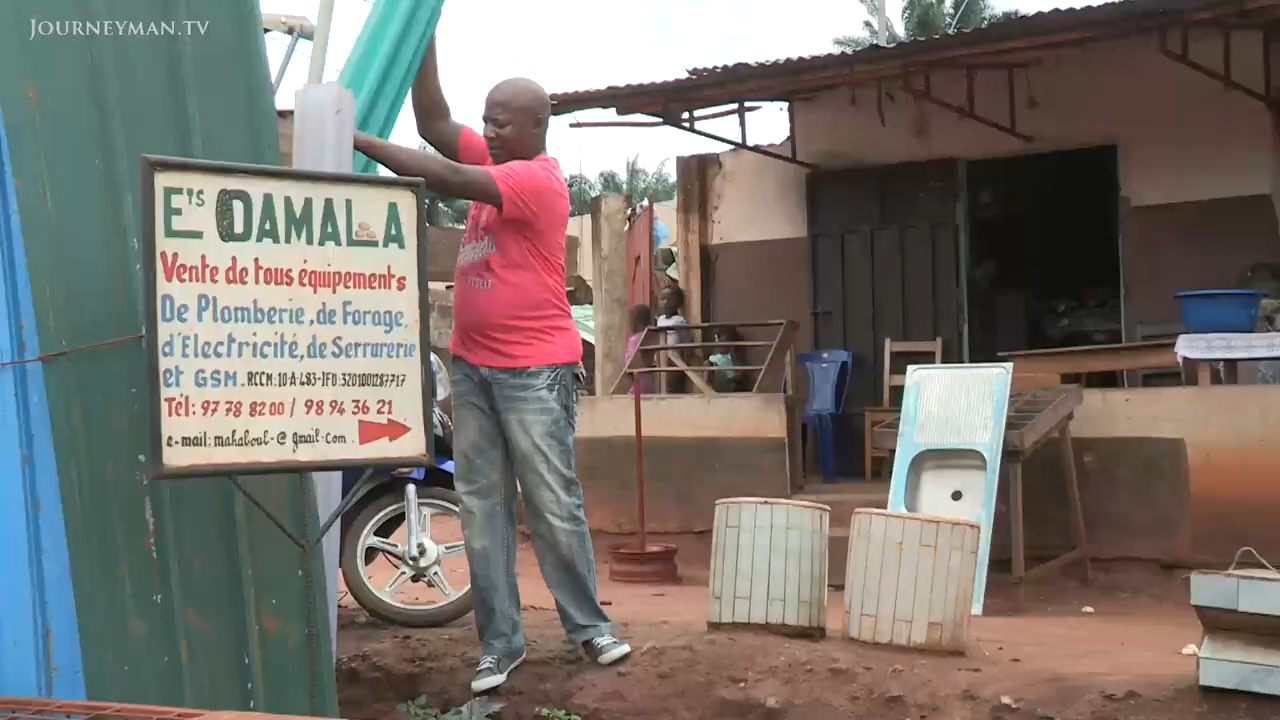 JOURNEYMAN.TV
ETS DAMALA
Vente de tous équipements
De Plomberie, de Forage,
d'Electricité, de Serrurerie
et GSM. RCCM:10-A-483-IFU:3201001287717
Tél: 97 78 82 00 / 98 94 36 21
e-mail: mahaboul-@ gmail-com